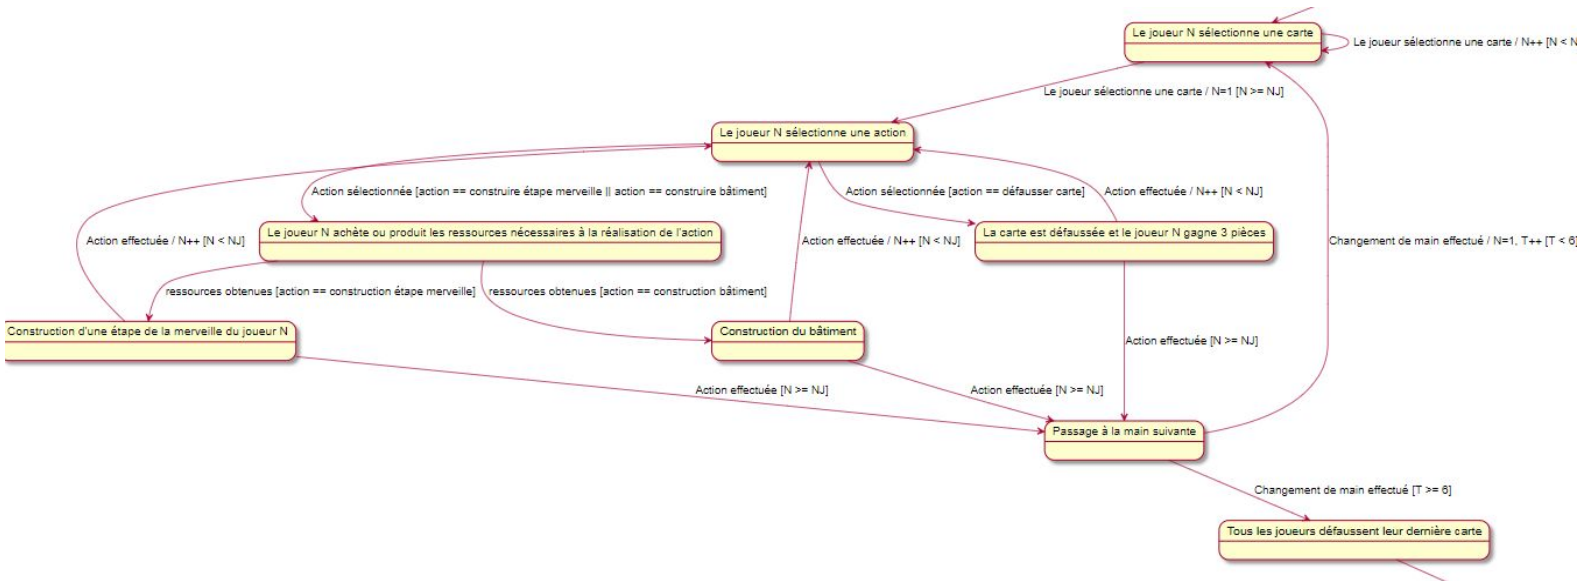 Le joueur N sélectionne une carte
Le joueur sélectionne une carte / N++ [N < N
Le joueur sélectionne une carte / N=1 [N >= NJ]
Le joueur N sélectionne une action
Action sélectionnée [action == construire étape merveille || action == construire bâtiment]
Action sélectionnée [action == défausser carte]
Action effectuée / N++ [N < NJ]
Le joueur N achète ou produit les ressources nécessaires à la réalisation de l'action
La carte est défaussée et le joueur N gagne 3 pièces
Action effectuée / N++ [N < NJ]
Action effectuée / N++ [N < NJ]
Changement de main effectué / N=1, T++ [T < 6]
ressources obtenues [action == construction étape merveille]
ressources obtenues [action == construction bâtiment]
Construction d'une étape de la merveille du joueur N
Construction du bâtiment
Action effectuée [N >= NJ]
Action effectuée [N >= NJ]
Action effectuée [N >= NJ]
Passage à la main suivante
Changement de main effectué [T >= 6]
Tous les joueurs défaussent leur dernière carte